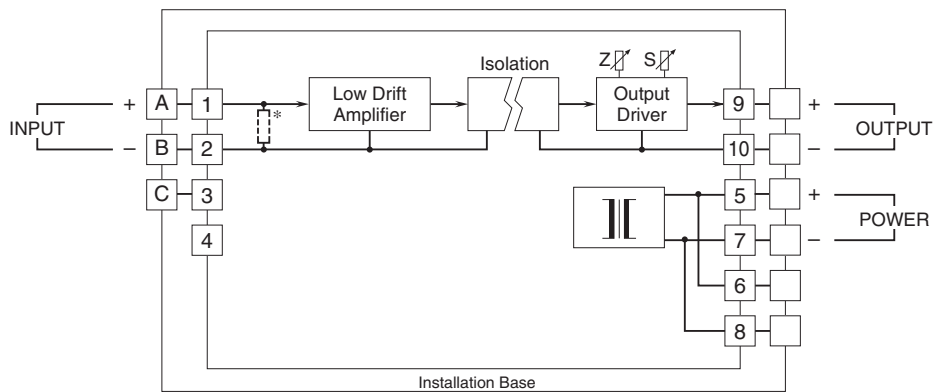 Isolation
Z S
Low Drift
Amplifier
Output
Driver
INPUT
+ A 1
*
– B 2
C 3
4
9 +
10 –
OUTPUT
5 +
7 –
POWER
6
8
Installation Base